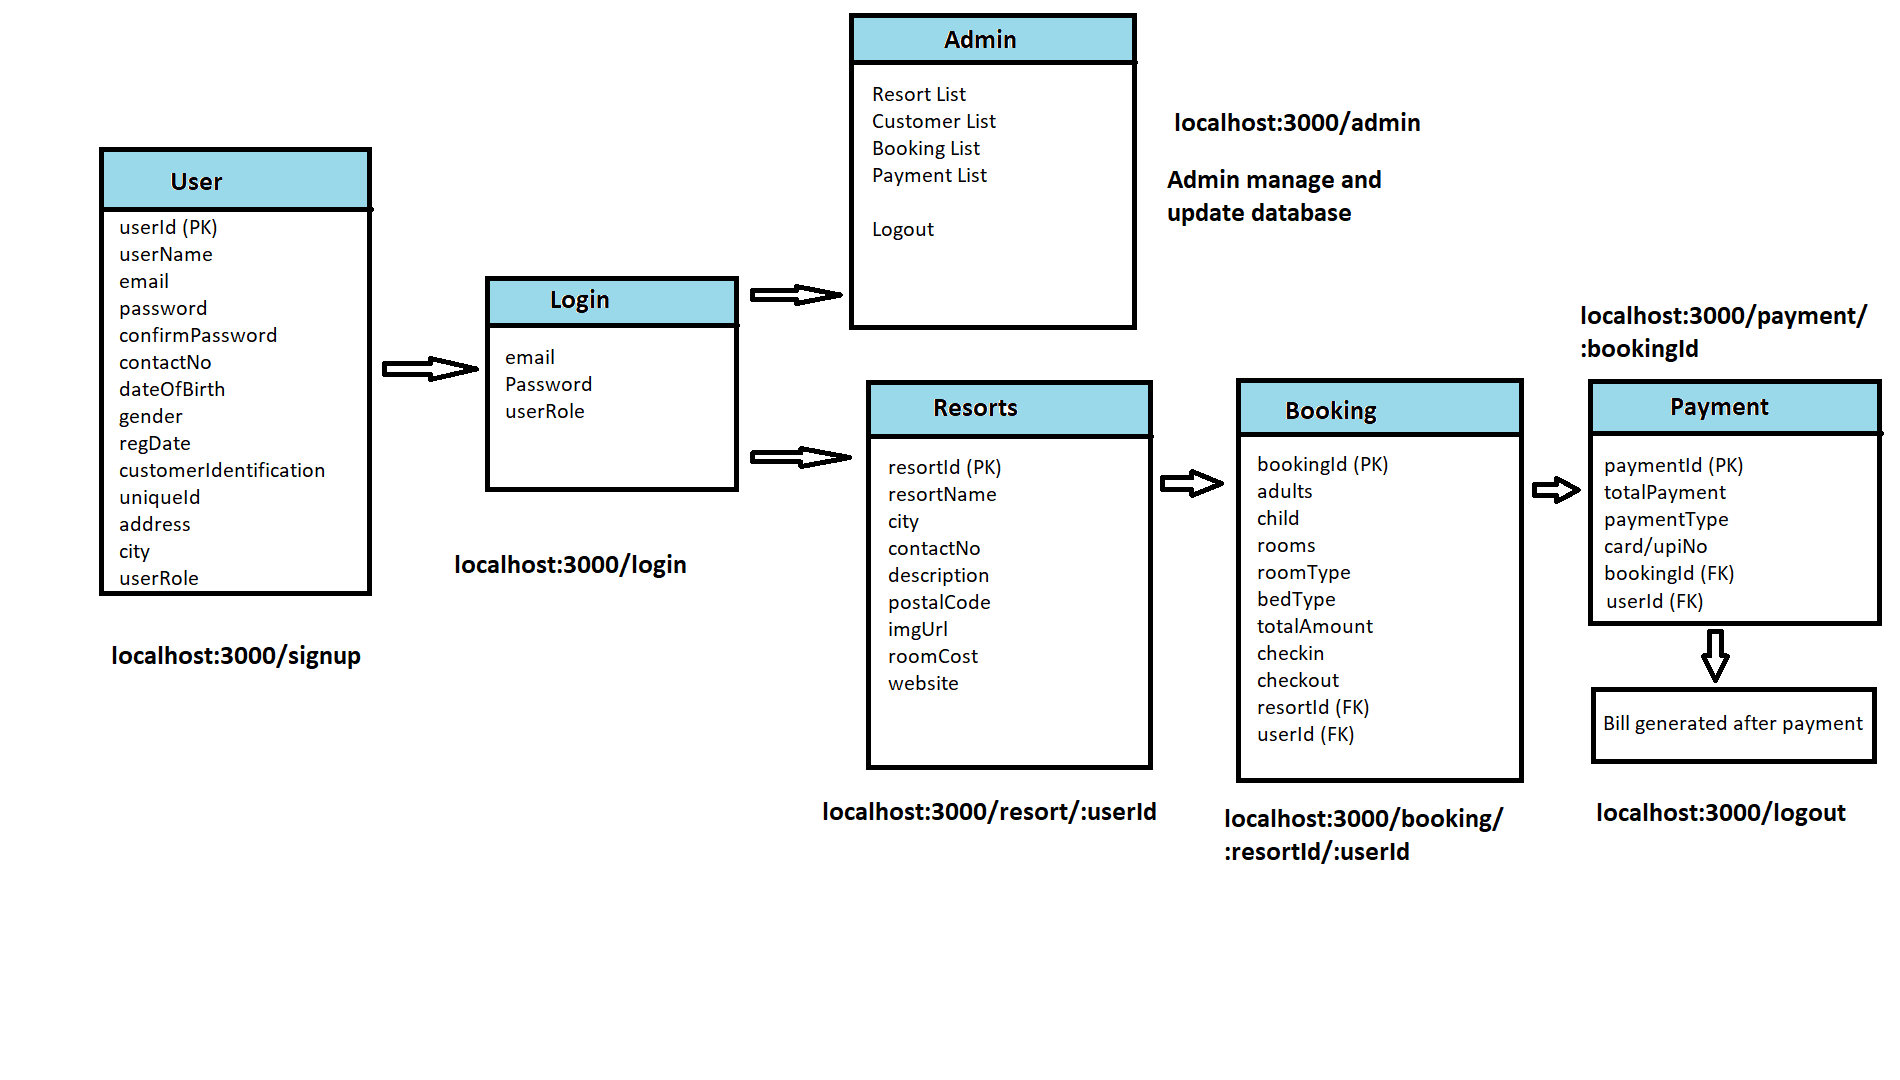 User
userId (PK)
userName
email
password
confirmPassword
contactNo
dateOfBirth
gender
regDate
customerIdentification
uniqueId
address
city
userRole
localhost:3000/signup
Login
email
Password
userRole
localhost:3000/login
Admin
Resort List
Customer List
Booking List
Payment List
Logout
localhost:3000/admin
Admin manage and
update database
Resorts
resortId (PK)
resortName
city
contactNo
description
postalCode
imgUrl
roomCost
website
localhost:3000/resort/:userId
Booking
bookingId (PK)
adults
child
rooms
roomType
bedType
totalAmount
checkin
checkout
resortId (FK)
userId (FK)
localhost:3000/booking/
:resortId/:userId
localhost:3000/payment/
:bookingId
Payment
paymentId (PK)
totalPayment
paymentType
card/upiNo
bookingId (FK)
userId (FK)
Bill generated after payment
localhost:3000/logout